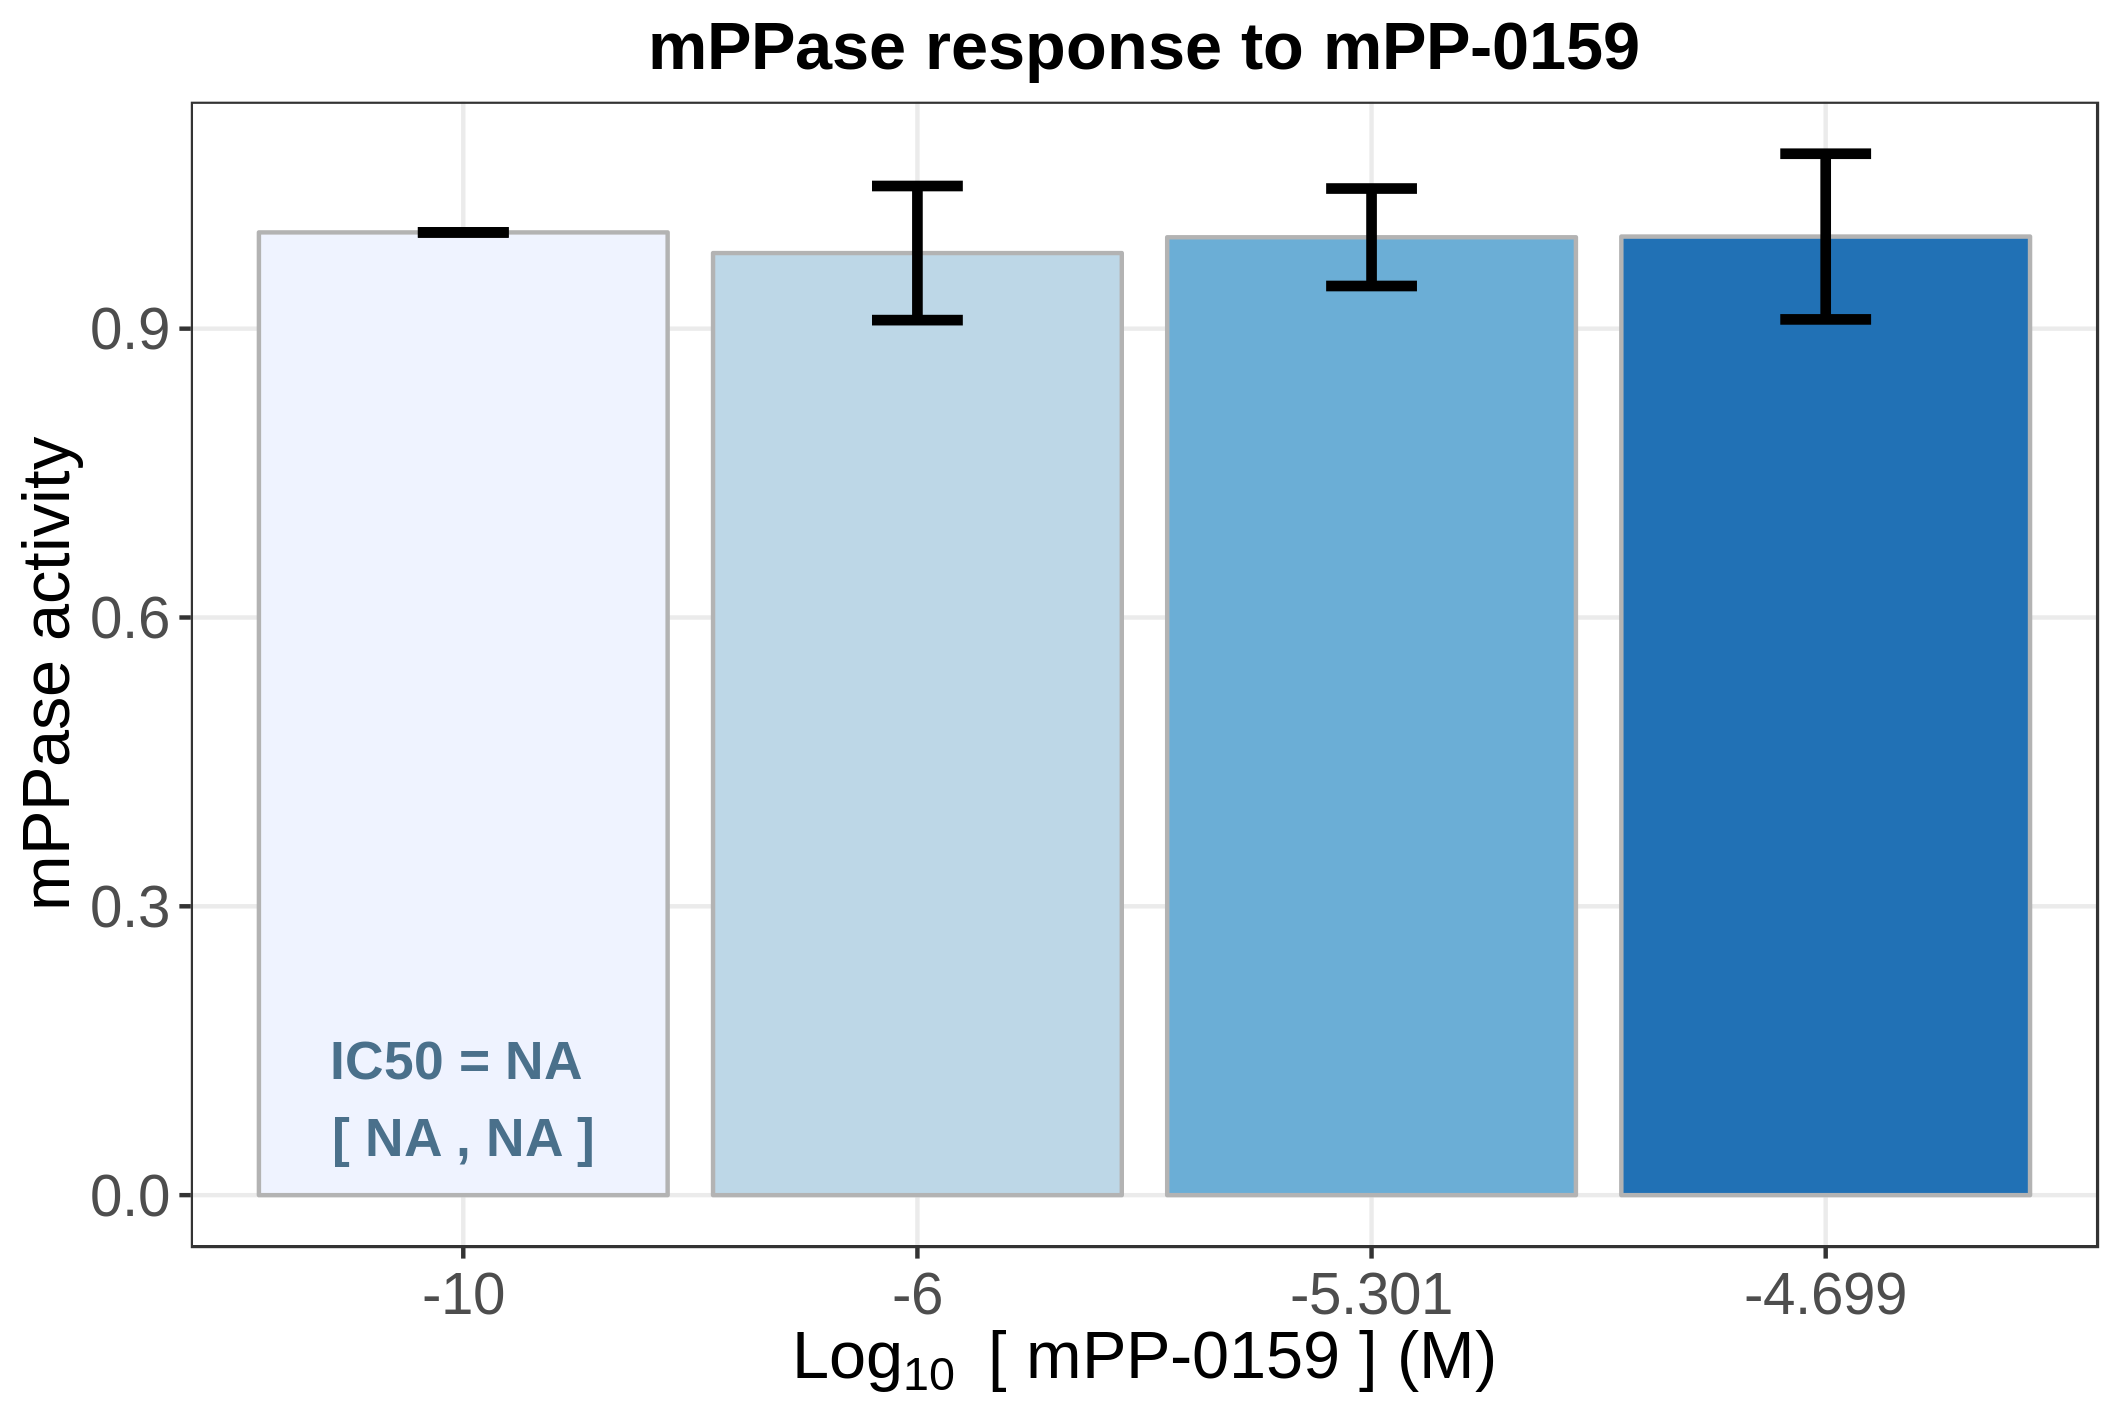 mPPase response to mPP-0159
mPPase activity
0.9
0.6
0.3
0.0
IC50 = NA
[ NA , NA ]
-10
-6
-5.301
-4.699
Log10 [ mPP-0159 ] (M)